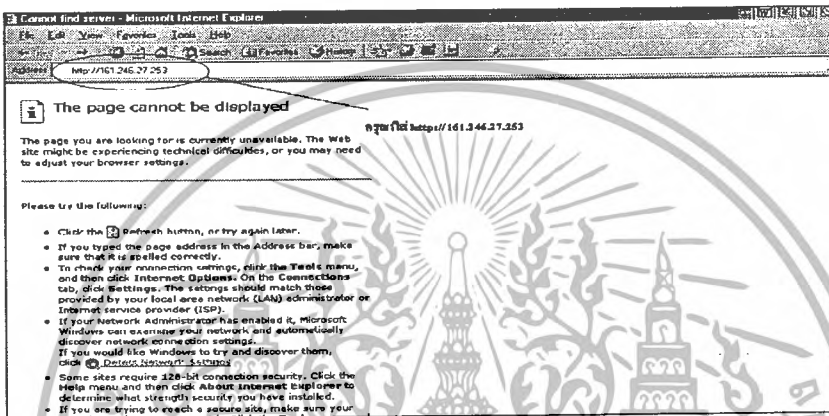 Cannot find server - Microsoft Internet Explorer
File Edit View Favorites Tools Help
Search Favorites History
Address http://161.246.27.253
The page cannot be displayed
กรุณาใส่ http://161.246.27.253
The page you are looking for is currently unavailable. The Web
site might be experiencing technical difficulties, or you may need
to adjust your browser settings.
Please try the following:
Click the Refresh button, or try again later.
If you typed the page address in the Address bar, make
sure that it is spelled correctly.
To check your connection settings, click the Tools menu,
and then click Internet Options. On the Connections
tab, click Settings. The settings should match those
provided by your local area network (LAN) administrator or
Internet service provider (ISP).
If your Network Administrator has enabled it, Microsoft
Windows can examine your network and automatically
discover network connection settings.
If you would like Windows to try and discover them,
click Detect Network Settings
Some sites require 128-bit connection security. Click the
Help menu and then click About Internet Explorer to
determine what strength security you have installed.
If you are trying to reach a secure site, make sure your